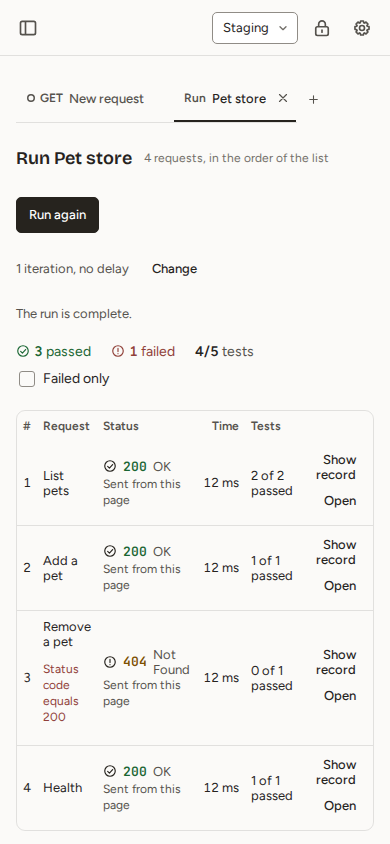 Staging
GET New request
Run Pet store
Run Pet store 4 requests, in the order of the list
Run again
1 iteration, no delay Change
The run is complete.
3 passed 1 failed 4/5 tests
Failed only
# Request Status Time Tests
1 List pets 200 OK Sent from this page 12 ms 2 of 2 passed Show record Open
2 Add a pet 200 OK Sent from this page 12 ms 1 of 1 passed Show record Open
3 Remove a pet Status code equals 200 404 Not Found Sent from this page 12 ms 0 of 1 passed Show record Open
4 Health 200 OK Sent from this page 12 ms 1 of 1 passed Show record Open